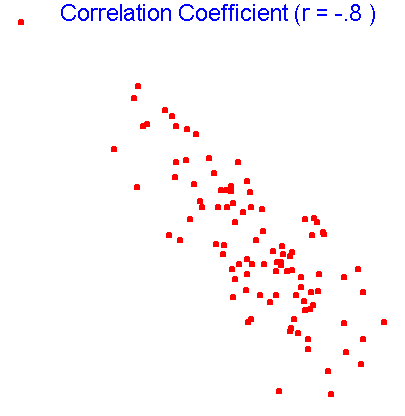 Correlation Coefficient (r = -.8 )